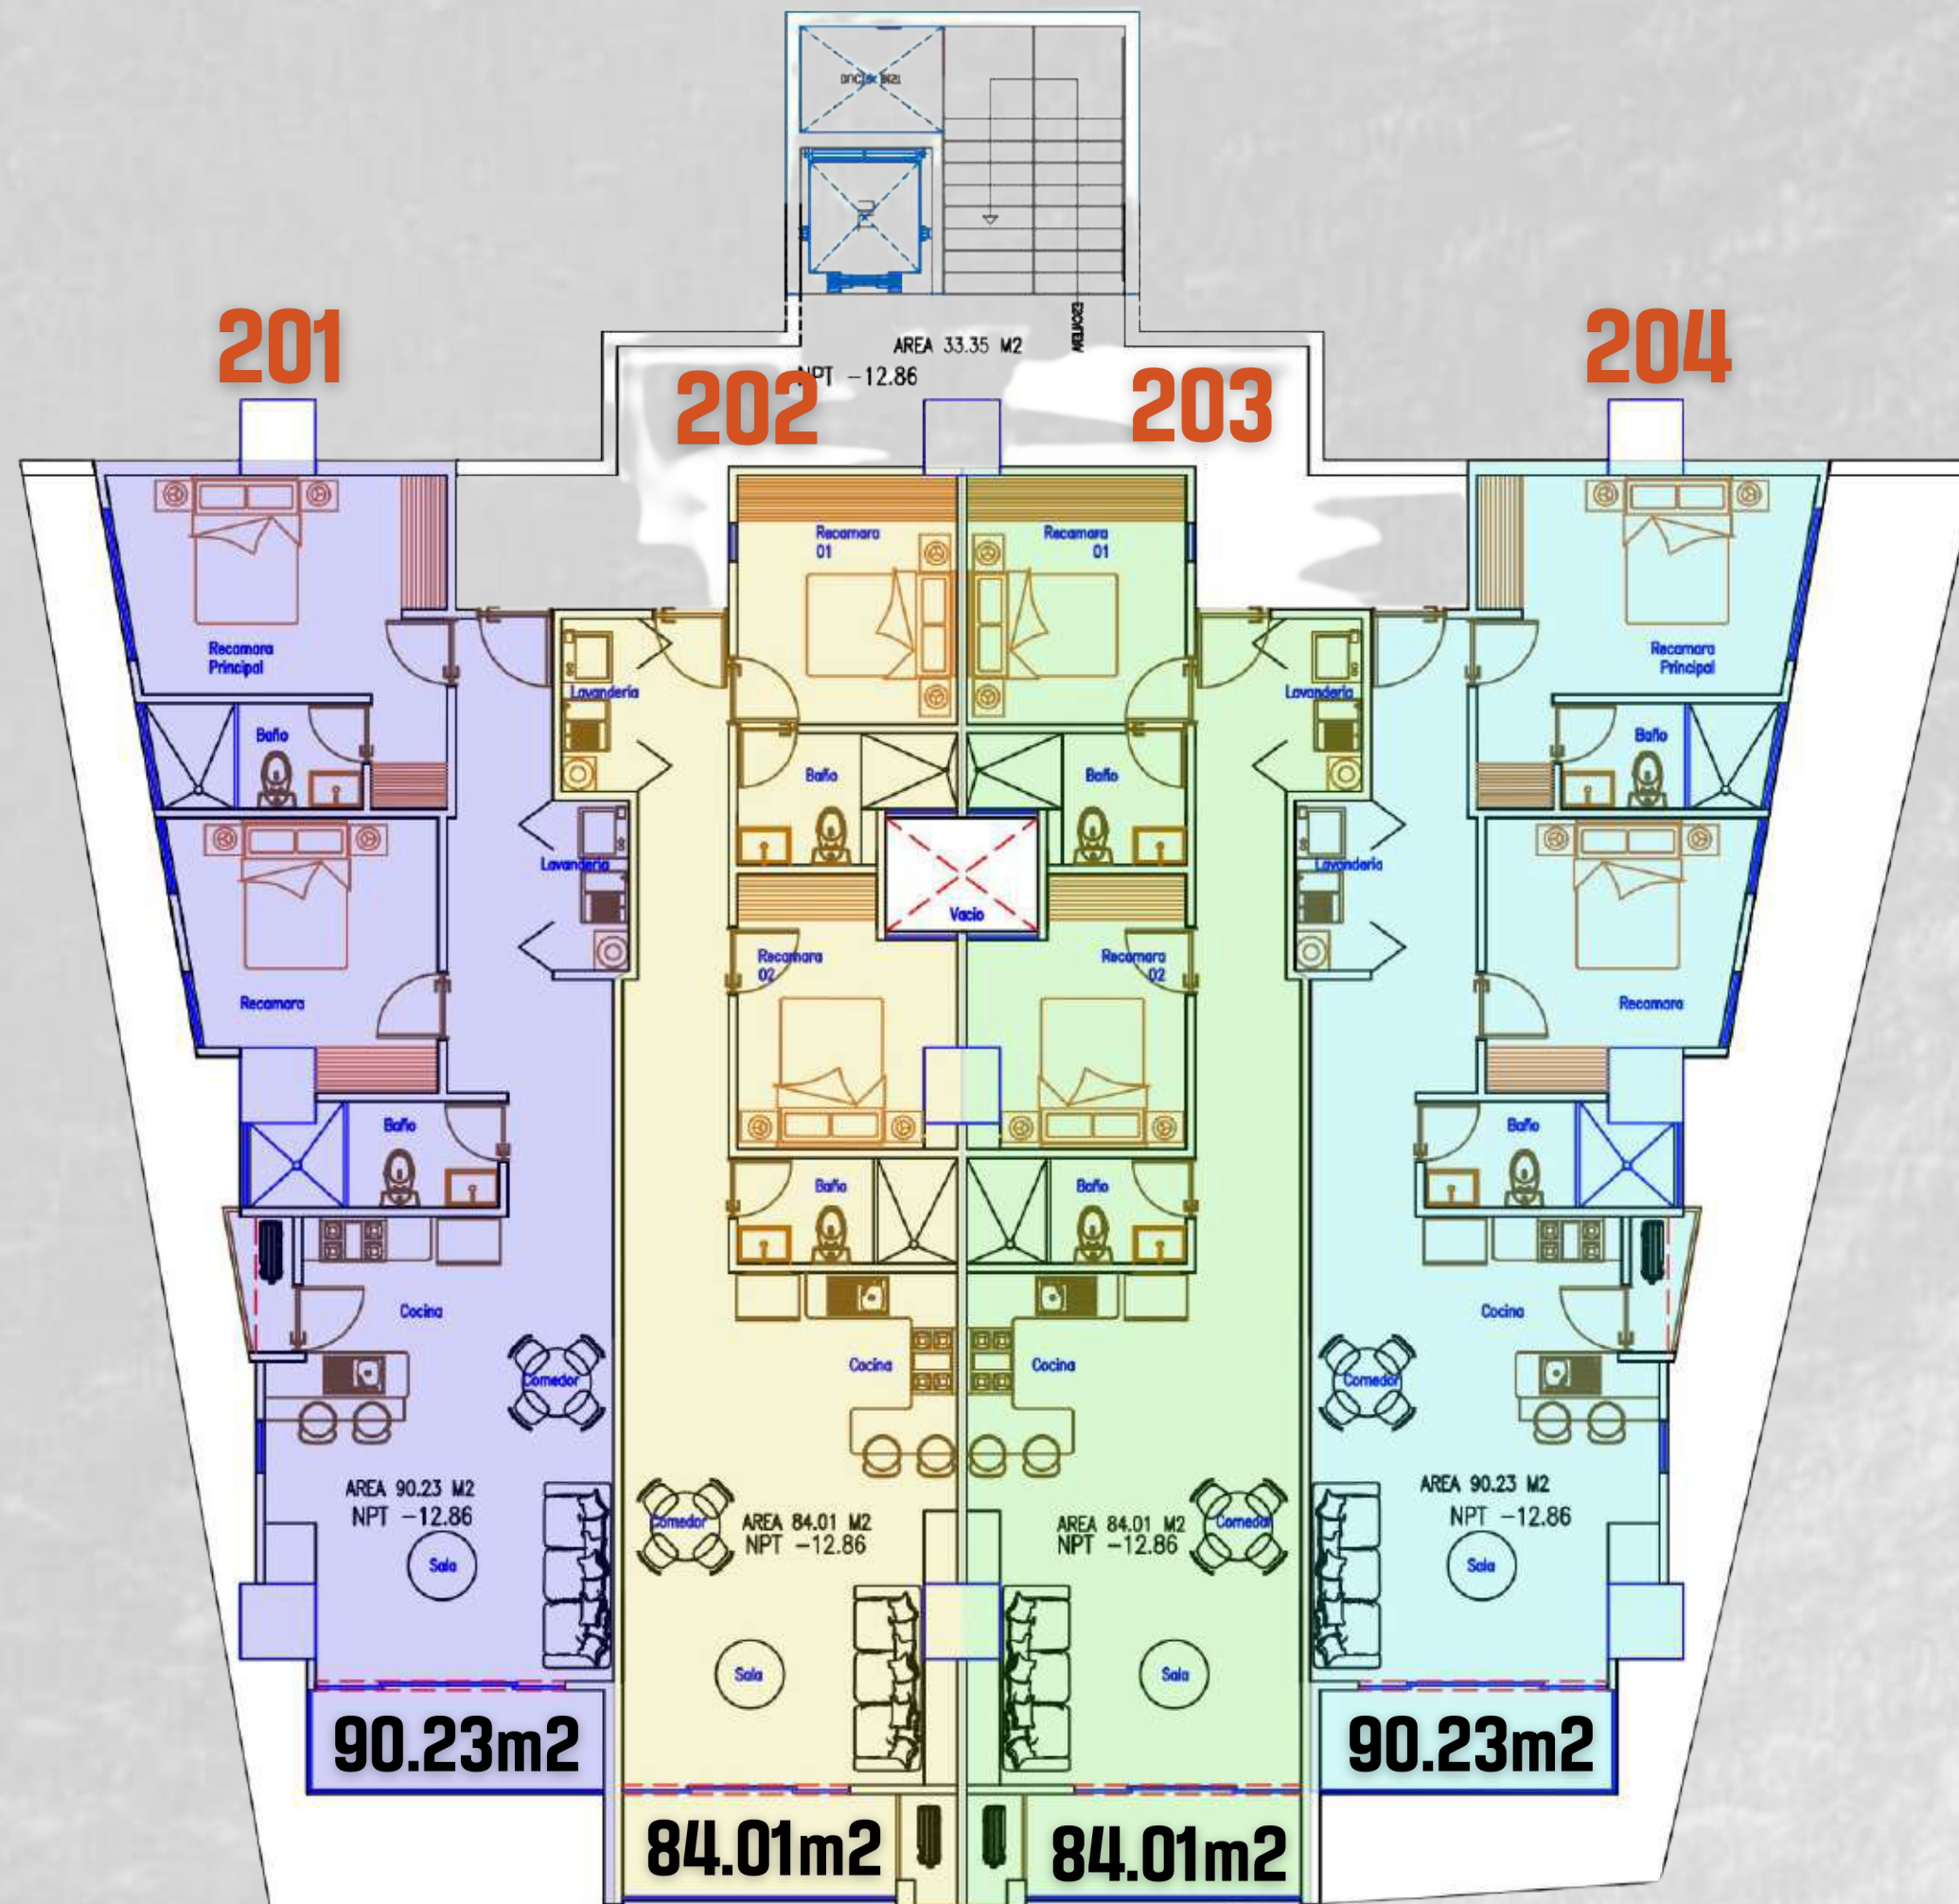 DUCTO B121
ESCALERA
AREA 33.35 M2
NPT -12.86
201
202
203
204
Recamara
Principal
Recamara
01
Recamara
01
Recamara
Principal
Lavanderia
Lavanderia
Baño
Baño
Baño
Baño
Lavanderia
Lavanderia
Vacio
Recamara
02
Recamara
02
Recamara
Recamara
Baño
Baño
Baño
Baño
Cocina
Cocina
Cocina
Cocina
Comedor
Comedor
AREA 90.23 M2
NPT -12.86
AREA 90.23 M2
NPT -12.86
Comedor
AREA 84.01 M2
NPT -12.86
AREA 84.01 M2
NPT -12.86
Comedor
Sala
Sala
Sala
Sala
90.23m2
90.23m2
84.01m2
84.01m2